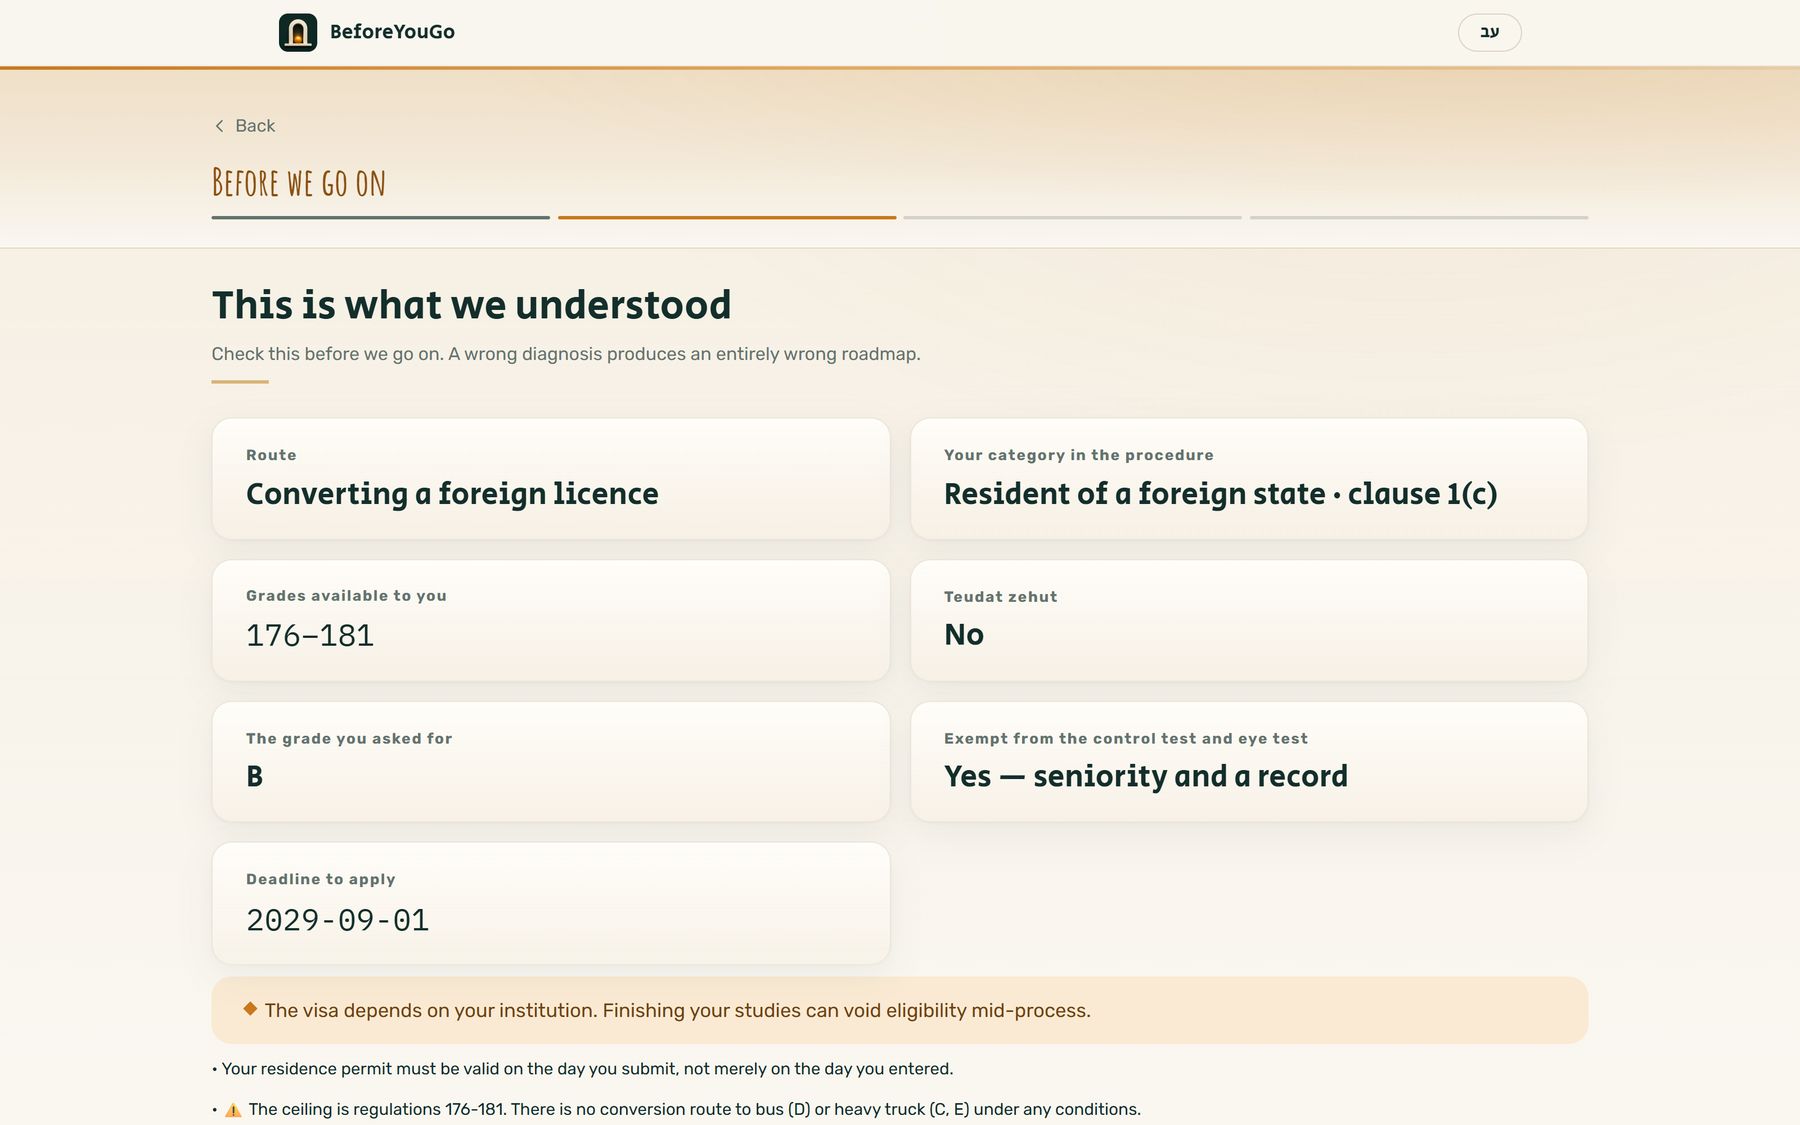 BeforeYouGo
עב
Back
Before we go on
This is what we understood
Check this before we go on. A wrong diagnosis produces an entirely wrong roadmap.
Route
Converting a foreign licence
Your category in the procedure
Resident of a foreign state · clause 1(c)
Grades available to you
176–181
Teudat zehut
No
The grade you asked for
B
Exempt from the control test and eye test
Yes — seniority and a record
Deadline to apply
2029-09-01
◆ The visa depends on your institution. Finishing your studies can void eligibility mid-process.
• Your residence permit must be valid on the day you submit, not merely on the day you entered.
• ⚠️ The ceiling is regulations 176-181. There is no conversion route to bus (D) or heavy truck (C, E) under any conditions.